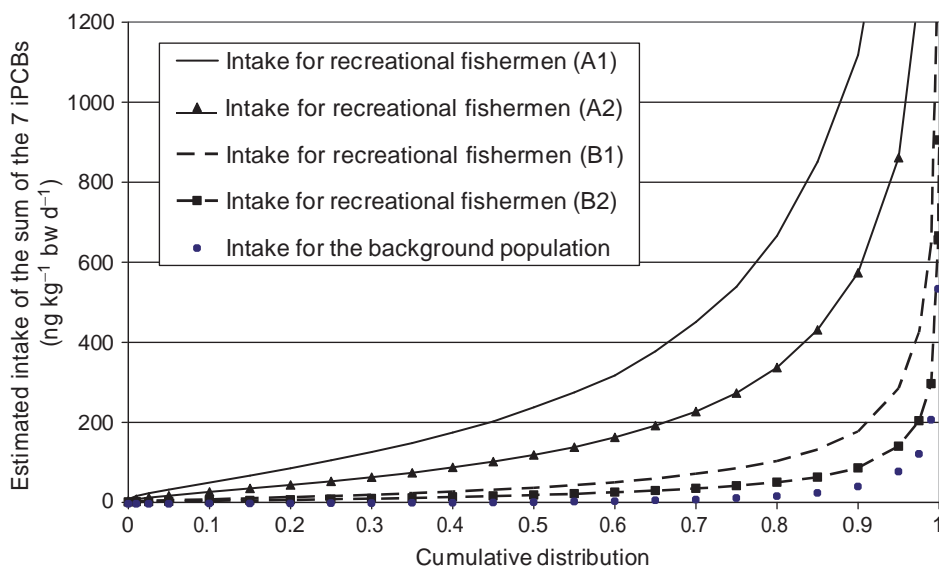 Estimated intake of the sum of the 7 iPCBs
(ng kg⁻¹ bw d⁻¹)
1200
1000
800
600
400
200
0
Intake for recreational fishermen (A1)
Intake for recreational fishermen (A2)
Intake for recreational fishermen (B1)
Intake for recreational fishermen (B2)
Intake for the background population
0 0.1 0.2 0.3 0.4 0.5 0.6 0.7 0.8 0.9 1
Cumulative distribution